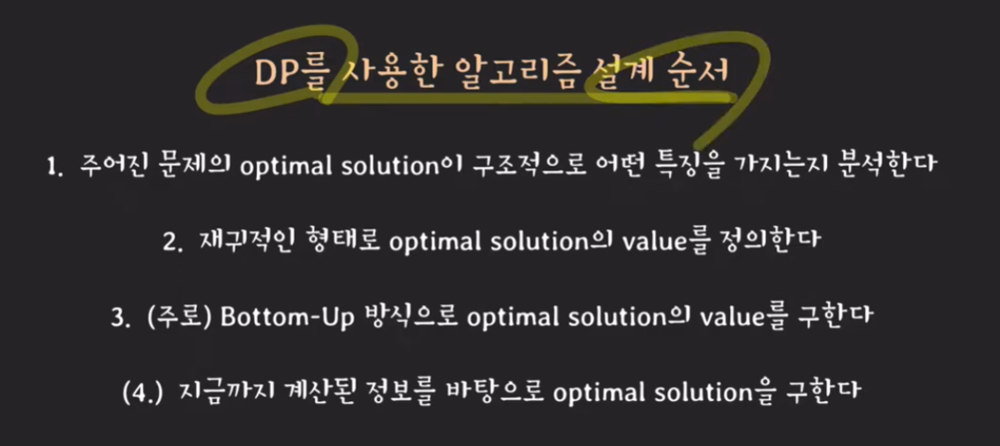 DP를 사용한 알고리즘 설계 순서
1. 주어진 문제의 optimal solution이 구조적으로 어떤 특징을 가지는지 분석한다
2. 재귀적인 형태로 optimal solution의 value를 정의한다
3. (주로) Bottom-Up 방식으로 optimal solution의 value를 구한다
(4.) 지금까지 계산된 정보를 바탕으로 optimal solution을 구한다